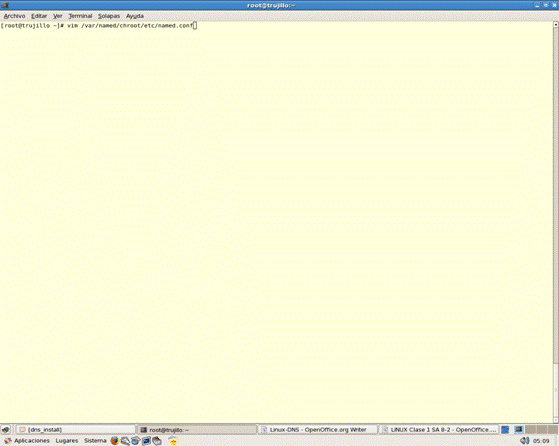 root@trujillo:~
Archivo Editar Ver Terminal Solapas Ayuda
[root@trujillo ~]# vim /var/named/chroot/etc/named.conf
[dns_install] root@trujillo:~ Linux-DNS - OpenOffice.org Writer LINUX Clase 1 SA 8-2 - OpenOffice....
Aplicaciones Lugares Sistema 05:09